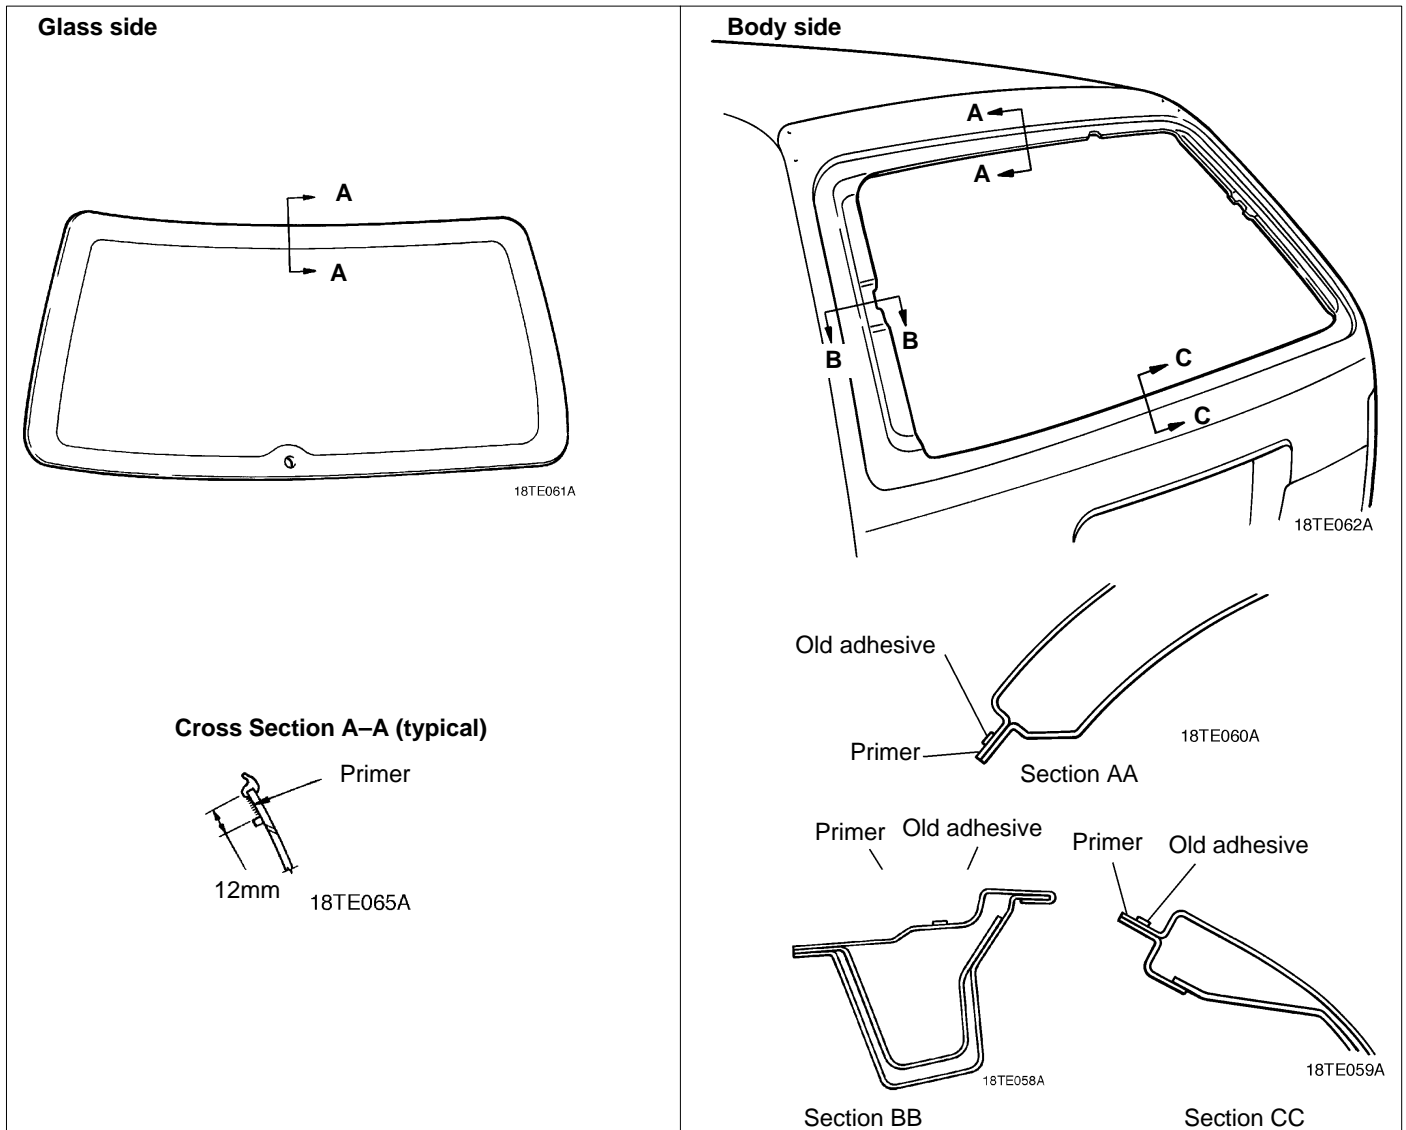 Glass side
A
A
18TE061A
Cross Section A–A (typical)
Primer
12mm
18TE065A
Body side
A
A
B
B
C
C
18TE062A
Old adhesive
Primer
18TE060A
Section AA
Primer
Old adhesive
18TE058A
Section BB
Primer
Old adhesive
18TE059A
Section CC